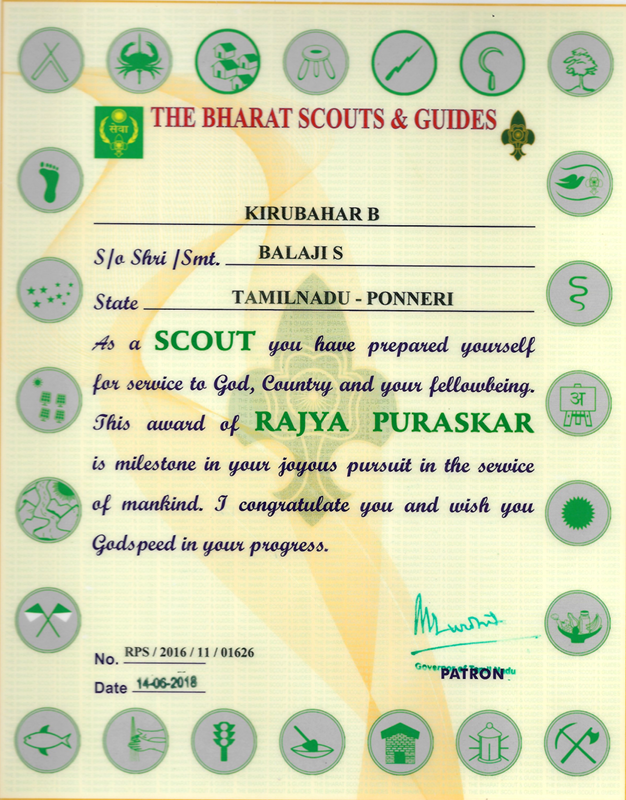 सेवा
THE BHARAT SCOUTS & GUIDES
KIRUBAHAR B
S/o Shri /Smt. BALAJI S
State TAMILNADU - PONNERI
As a SCOUT you have prepared yourself
for service to God, Country and your fellowbeing.
This award of RAJYA PURASKAR
is milestone in your joyous pursuit in the service
of mankind. I congratulate you and wish you
Godspeed in your progress.
अ
No. RPS / 2016 / 11 / 01626
Date 14-06-2018
Governor of Tamil Nadu
PATRON